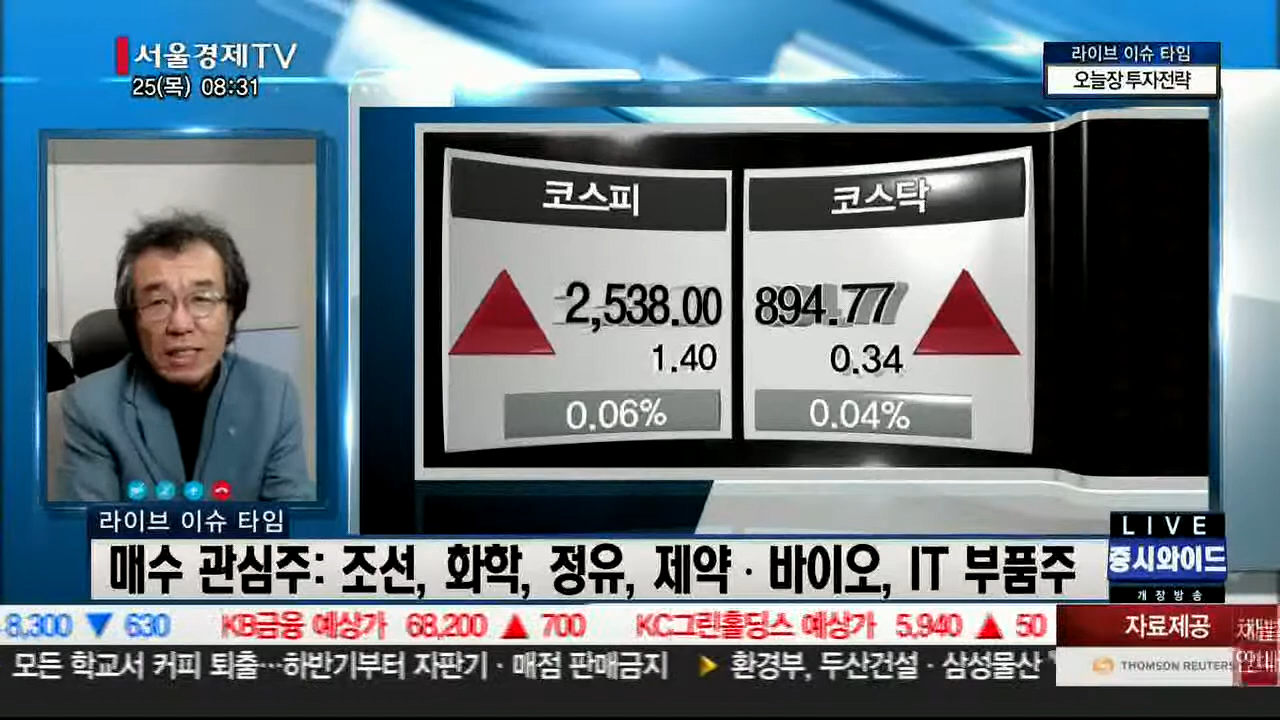 서울경제TV
25(목) 08:31
라이브 이슈 타임
오늘장 투자전략
코스피
2,538.00
1.40
0.06%
코스닥
894.77
0.34
0.04%
라이브 이슈 타임
매수 관심주: 조선, 화학, 정유, 제약·바이오, IT 부품주
LIVE
증시와이드
개장방송
8,300 ▼ 630 KB금융 예상가 68,200 ▲ 700 KC그린홀딩스 예상가 5,940 ▲ 50
자료제공
모든 학교서 커피 퇴출…하반기부터 자판기·매점 판매금지 ▶ 환경부, 두산건설·삼성물산
THOMSON REUTERS